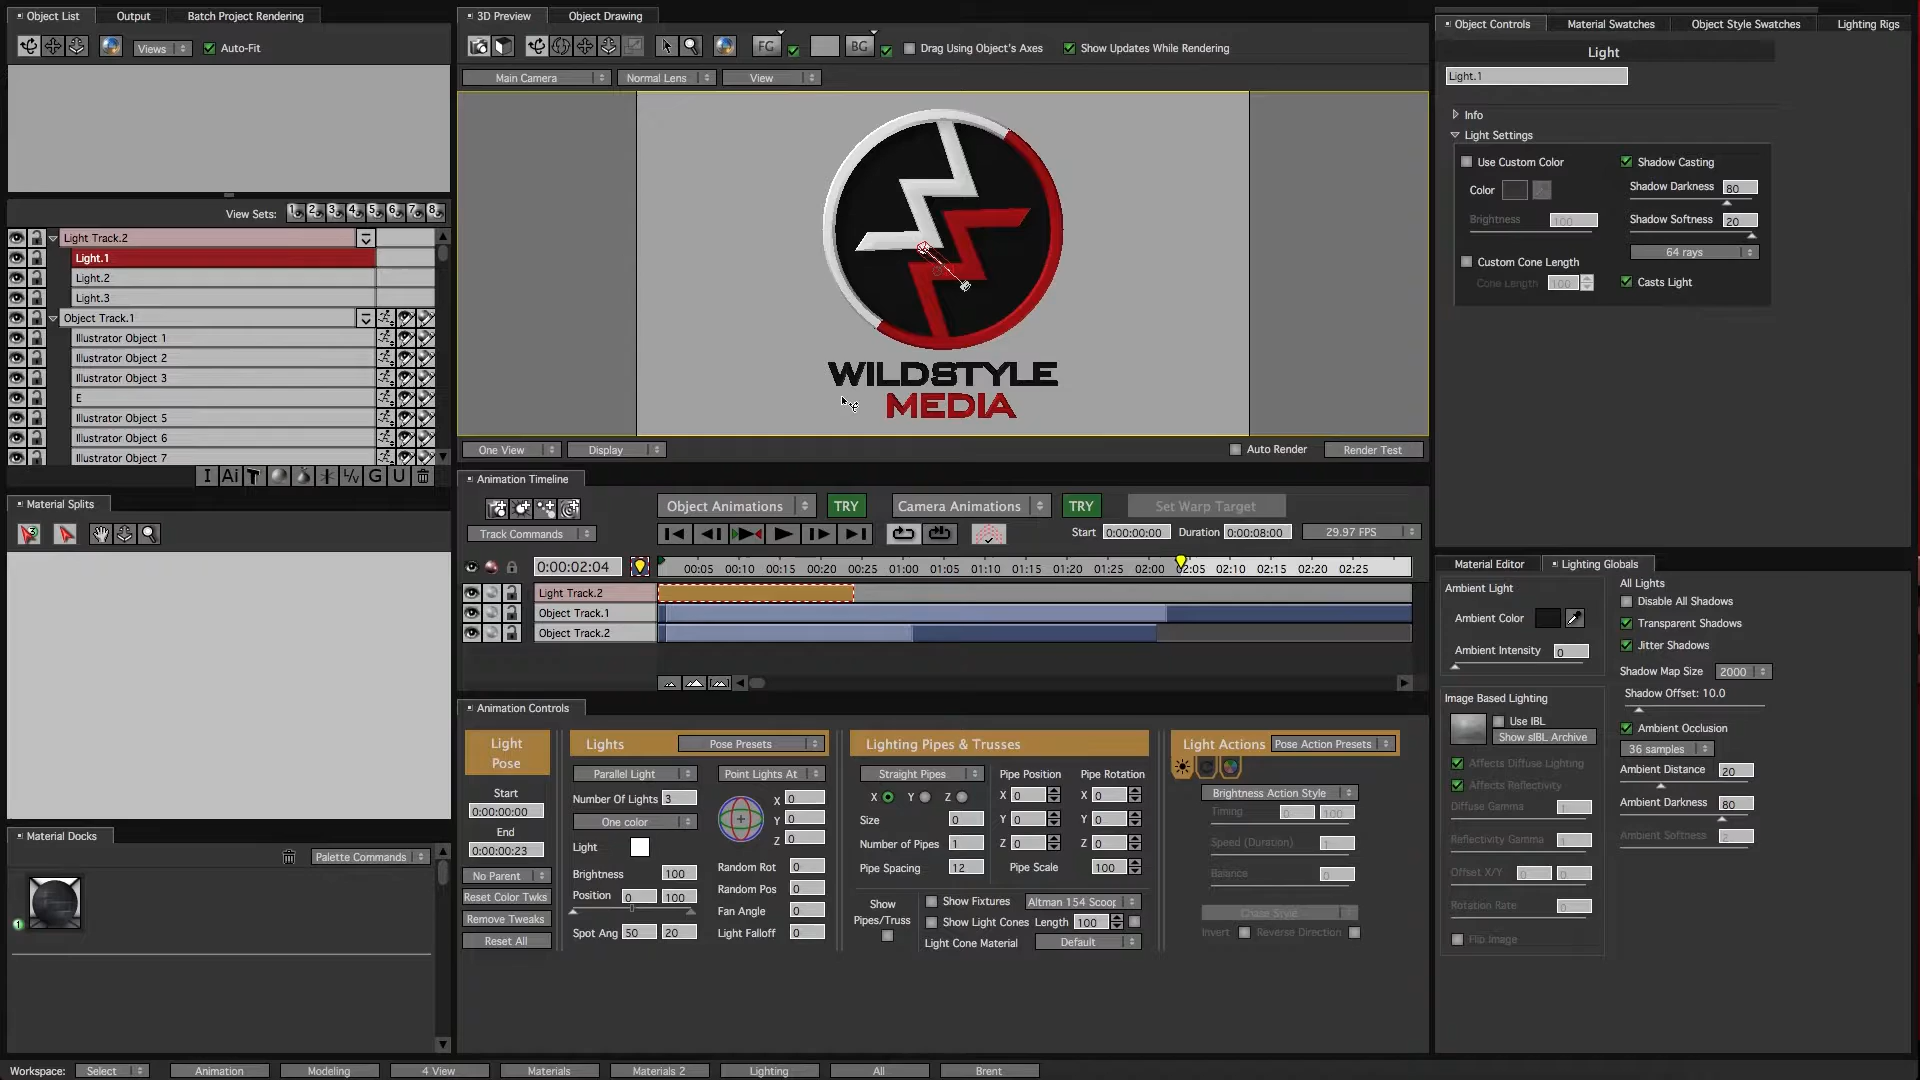 Object List
Output
Batch Project Rendering
Views
Auto-Fit
View Sets: 1 2 3 4 5 6 7 8
Light Track.2
Light.1
Light.2
Light.3
Object Track.1
Illustrator Object 1
Illustrator Object 2
Illustrator Object 3
E
Illustrator Object 5
Illustrator Object 6
Illustrator Object 7
I Ai T G U
Material Splits
Material Docks
Palette Commands
1
3D Preview
Object Drawing
FG
BG
Drag Using Object's Axes
Show Updates While Rendering
Main Camera
Normal Lens
View
WILDSTYLE
MEDIA
One View
Display
Auto Render
Render Test
Animation Timeline
Object Animations
TRY
Camera Animations
TRY
Set Warp Target
Track Commands
Start 0:00:00:00
Duration 0:00:08:00
29.97 FPS
0:00:02:04
00:05 00:10 00:15 00:20 00:25 01:00 01:05 01:10 01:15 01:20 01:25 02:00 02:05 02:10 02:15 02:20 02:25
Light Track.2
Object Track.1
Object Track.2
Animation Controls
Light
Pose
Start
0:00:00:00
End
0:00:00:23
No Parent
Reset Color Twks
Remove Tweaks
Reset All
Lights
Pose Presets
Parallel Light
Number Of Lights 3
One color
Light
Brightness 100
Position 0 100
Spot Ang 50 20
Point Lights At
X 0
Y 0
Z 0
Random Rot 0
Random Pos 0
Fan Angle 0
Light Falloff 0
Lighting Pipes & Trusses
Straight Pipes
X Y Z
Size 0
Number of Pipes 1
Pipe Spacing 12
Pipe Position
X 0
Y 0
Z 0
Pipe Rotation
X 0
Y 0
Z 0
Pipe Scale 100
Show
Pipes/Truss
Show Fixtures
Altman 154 Scoop
Show Light Cones
Length 100
Light Cone Material
Default
Light Actions
Pose Action Presets
Brightness Action Style
Timing 0 100
Speed (Duration) 1
Balance 0
Chase Style
Invert
Reverse Direction
Object Controls
Material Swatches
Object Style Swatches
Lighting Rigs
Light
Light.1
Info
Light Settings
Use Custom Color
Color
Brightness 100
Custom Cone Length
Cone Length 100
Shadow Casting
Shadow Darkness 80
Shadow Softness 20
64 rays
Casts Light
Material Editor
Lighting Globals
Ambient Light
Ambient Color
Ambient Intensity 0
Image Based Lighting
Use IBL
Show sIBL Archive
Affects Diffuse Lighting
Affects Reflectivity
Diffuse Gamma 1
Reflectivity Gamma 1
Offset X/Y 0 0
Rotation Rate 0
Flip Image
All Lights
Disable All Shadows
Transparent Shadows
Jitter Shadows
Shadow Map Size 2000
Shadow Offset: 10.0
Ambient Occlusion
36 samples
Ambient Distance 20
Ambient Darkness 80
Ambient Softness 2
Workspace:
Select
Animation
Modeling
4 View
Materials
Materials 2
Lighting
All
Brent